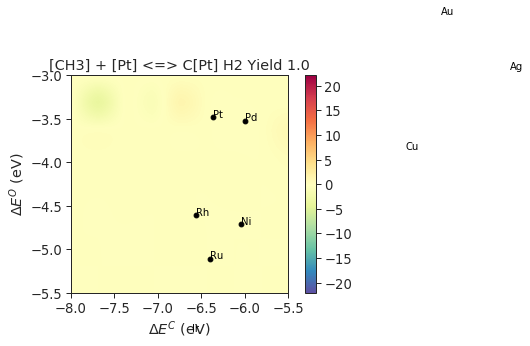 Au
Ag
[CH3] + [Pt] <=> C[Pt] H2 Yield 1.0
−3.0
−3.5
−4.0
−4.5
−5.0
−5.5
ΔE^O (eV)
Pt
Pd
Rh
Ni
Ru
Cu
20
15
10
5
0
−5
−10
−15
−20
−8.0 −7.5 −7.0 −6.5 −6.0 −5.5
ΔE^C (eV)
Ir